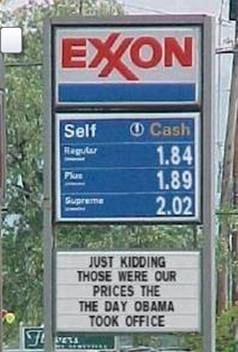 EXXON
Self Cash
Regular 1.84
Plus 1.89
Supreme 2.02
JUST KIDDING
THOSE WERE OUR
PRICES THE
THE DAY OBAMA
TOOK OFFICE